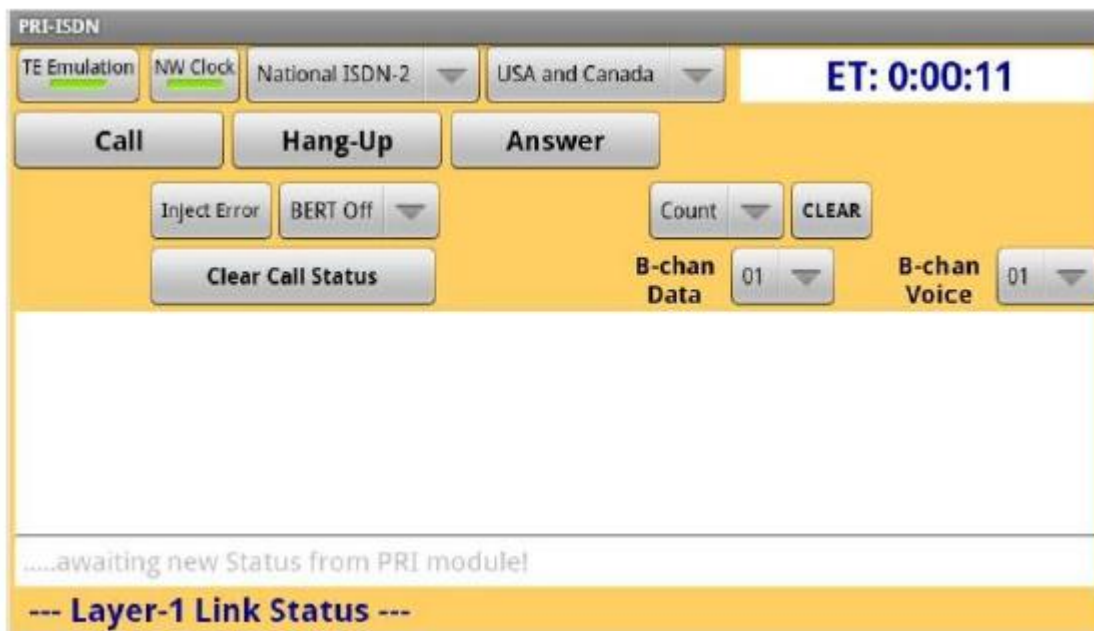 PRI-ISDN
TE Emulation NW Clock National ISDN-2 USA and Canada ET: 0:00:11
Call Hang-Up Answer
Inject Error BERT Off Count CLEAR
Clear Call Status B-chan Data 01 B-chan Voice 01
.....awaiting new Status from PRI module!
--- Layer-1 Link Status ---